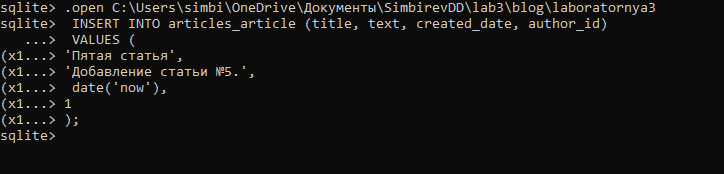 sqlite> .open C:\Users\simbi\OneDrive\Документы\SimbirevDD\lab3\blog\laboratornya3
sqlite>  INSERT INTO articles_article (title, text, created_date, author_id)
   ...>  VALUES (
(x1...>  'Пятая статья',
(x1...>  'Добавление статьи №5.',
(x1...>   date('now'),
(x1...>  1
(x1...>  );
sqlite>